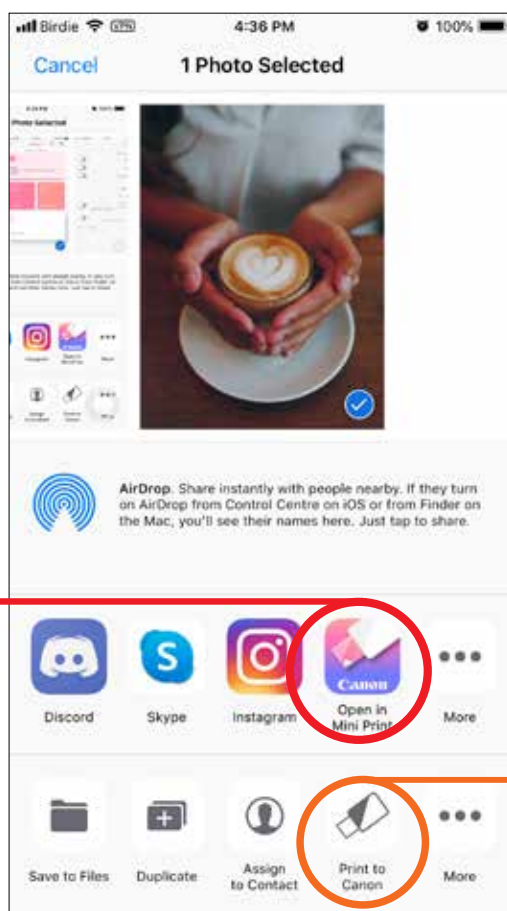 Birdie VPN 4:36 PM 100%
Cancel 1 Photo Selected
Photo Selected
AirDrop. Share instantly with people nearby. If they turn
on AirDrop from Control Centre on iOS or from Finder on
the Mac, you'll see their names here. Just tap to share.
Canon
Discord Skype Instagram Open in
Mini Print More
Save to Files Duplicate Assign
to Contact Print to
Canon More